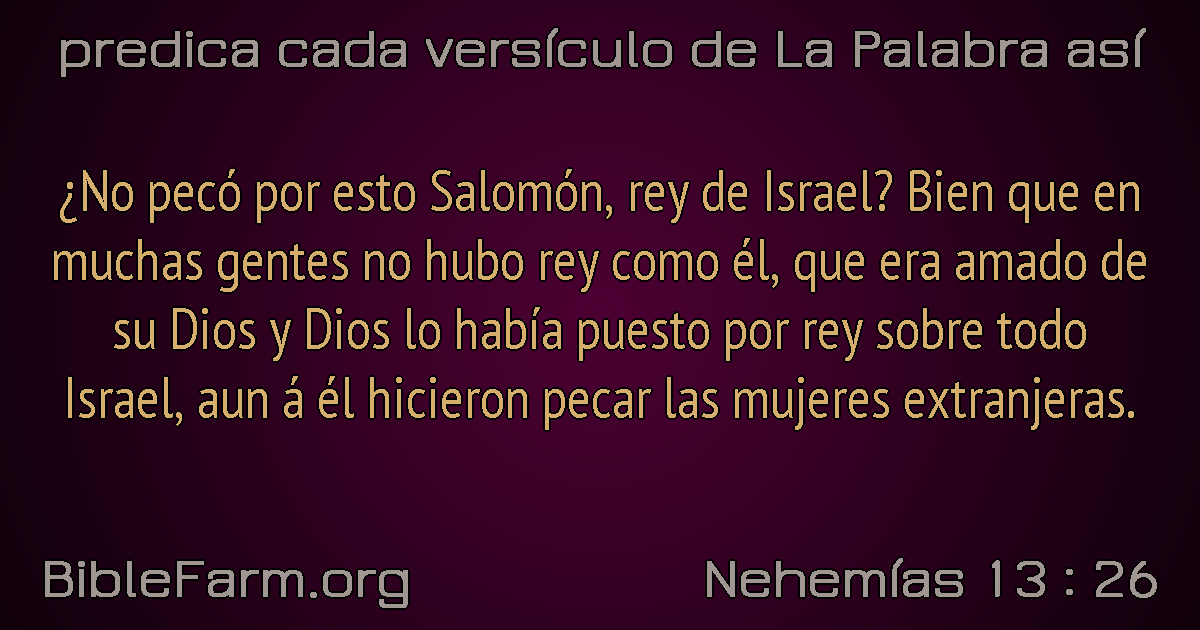 predica cada versículo de La Palabra así
¿No pecó por esto Salomón, rey de Israel? Bien que en
muchas gentes no hubo rey como él, que era amado de
su Dios y Dios lo había puesto por rey sobre todo
Israel, aun á él hicieron pecar las mujeres extranjeras.
BibleFarm.org
Nehemías 13 : 26